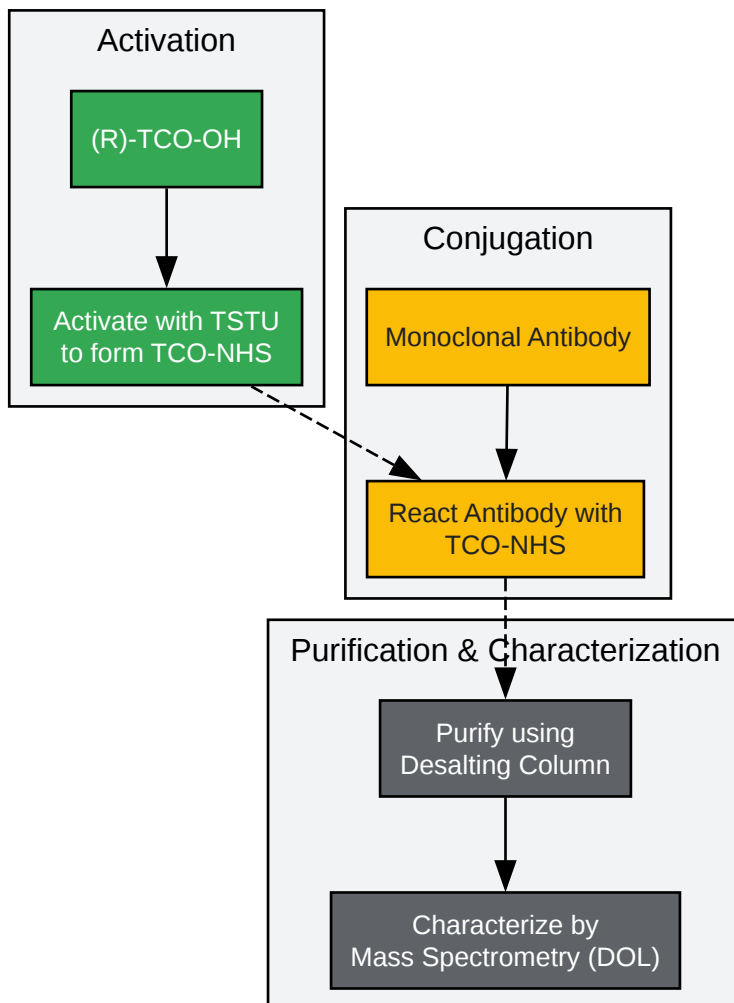 Activation
(R)-TCO-OH
Activate with TSTU
to form TCO-NHS
Conjugation
Monoclonal Antibody
React Antibody with
TCO-NHS
Purification & Characterization
Purify using
Desalting Column
Characterize by
Mass Spectrometry (DOL)